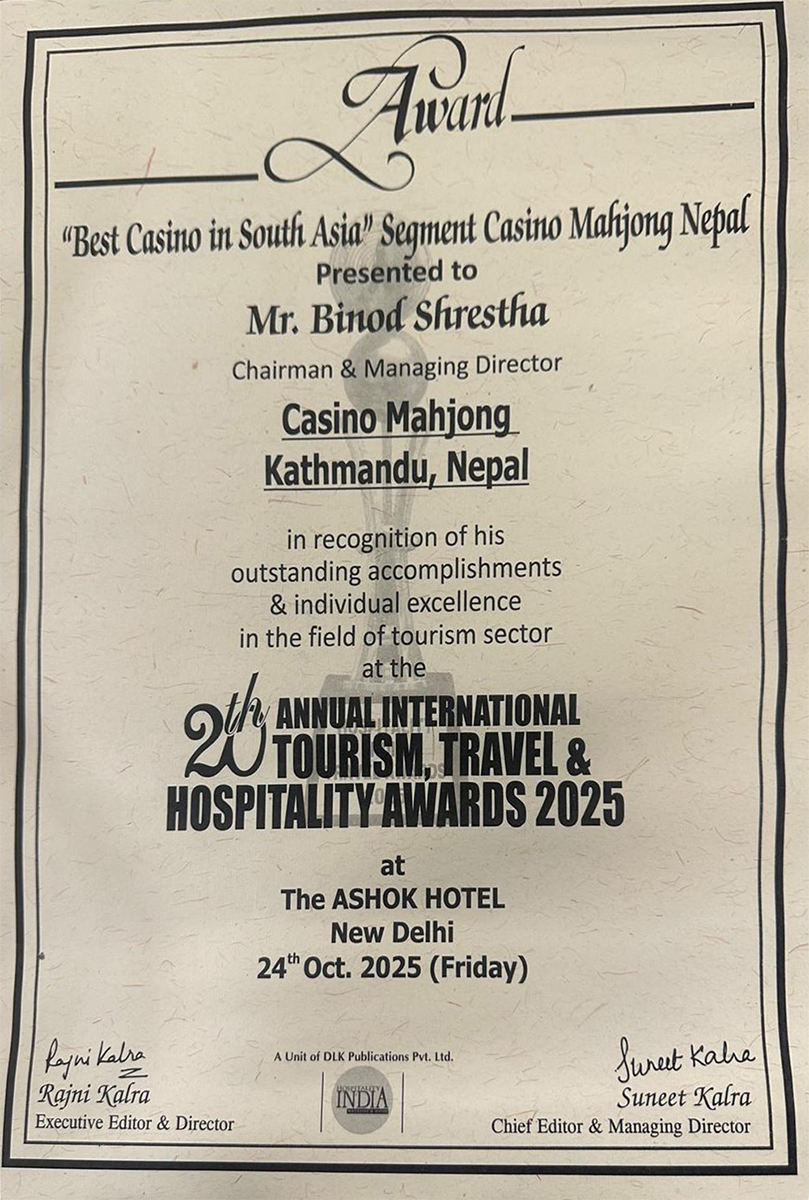 Award
“Best Casino in South Asia” Segment Casino Mahjong Nepal
Presented to
Mr. Binod Shrestha
Chairman & Managing Director
Casino Mahjong
Kathmandu, Nepal
in recognition of his
outstanding accomplishments
& individual excellence
in the field of tourism sector
at the
20th ANNUAL INTERNATIONAL
TOURISM, TRAVEL &
HOSPITALITY AWARDS 2025
at
The ASHOK HOTEL
New Delhi
24th Oct. 2025 (Friday)
Rajni Kalra
Rajni Kalra
Executive Editor & Director
A Unit of DLK Publications Pvt. Ltd.
HOSPITALITY
INDIA
Suneet Kalra
Suneet Kalra
Chief Editor & Managing Director